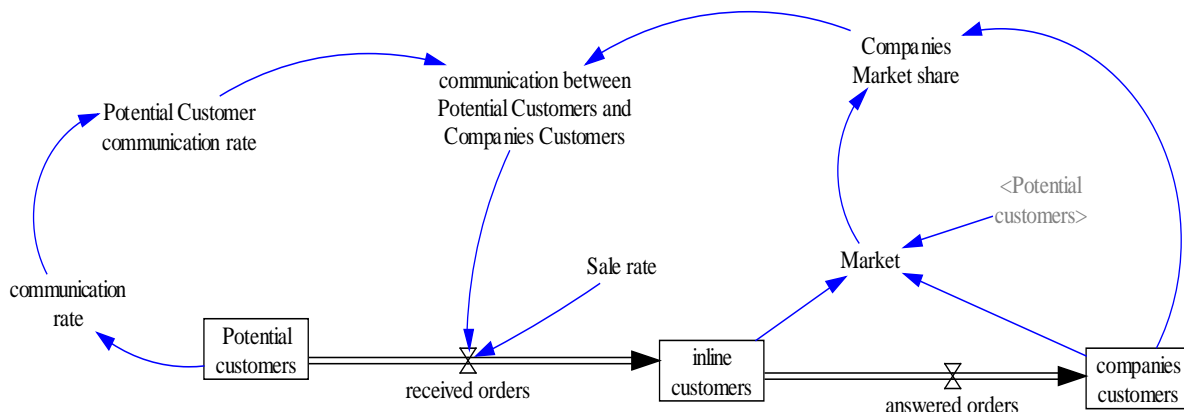 Companies
Market share
communication between
Potential Customers and
Companies Customers
Potential Customer
communication rate
<Potential
customers>
Market
Sale rate
communication
rate
Potential
customers
received orders
inline
customers
answered orders
companies
customers